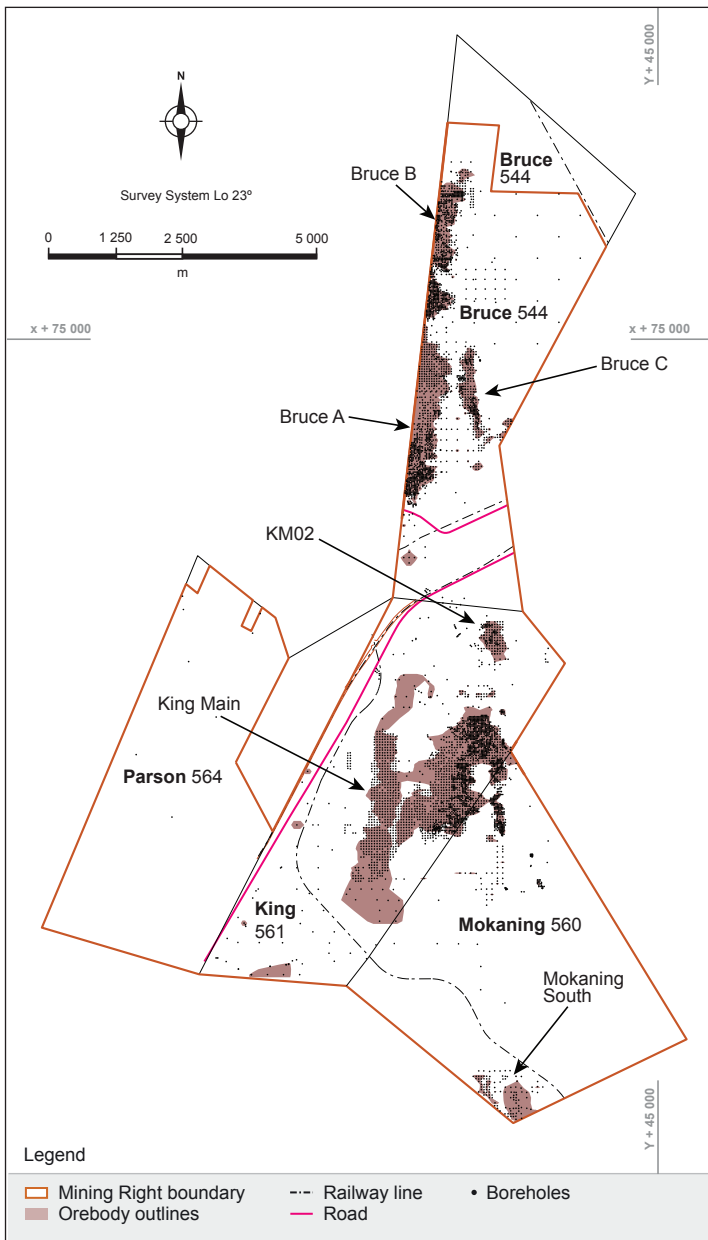 Y + 45 000
N
Survey System Lo 23º
0 1 250 2 500 5 000
m
Bruce
544
Bruce B
x + 75 000
x + 75 000
Bruce 544
Bruce C
Bruce A
KM02
King Main
Parson 564
King
561
Mokaning 560
Mokaning
South
Y + 45 000
Legend
Mining Right boundary
Railway line
Boreholes
Orebody outlines
Road